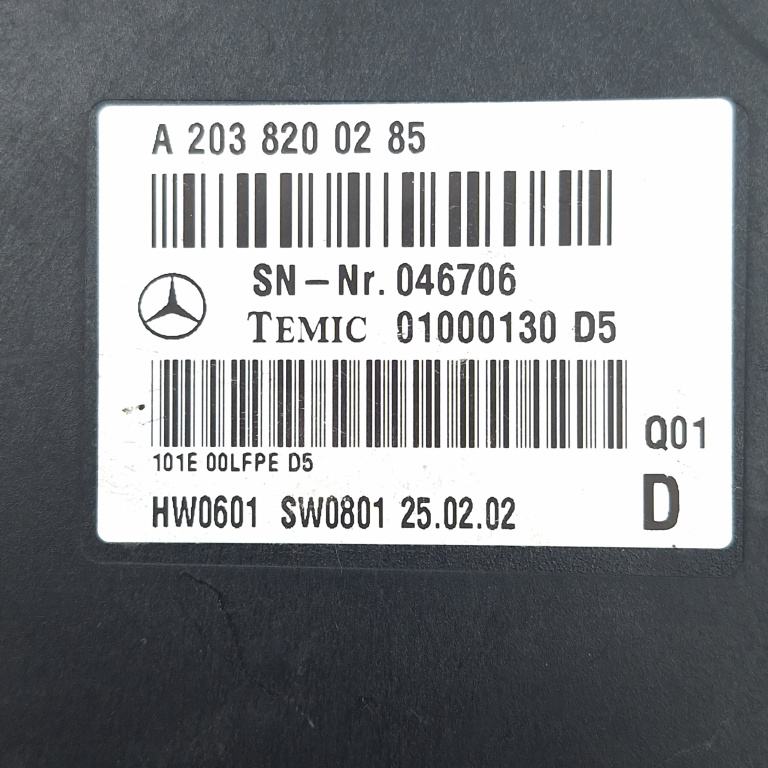 A 203 820 02 85
SN-Nr. 046706
TEMIC 01000130 D5
Q01
101E 00LFPE D5
HW0601 SW0801 25.02.02
D